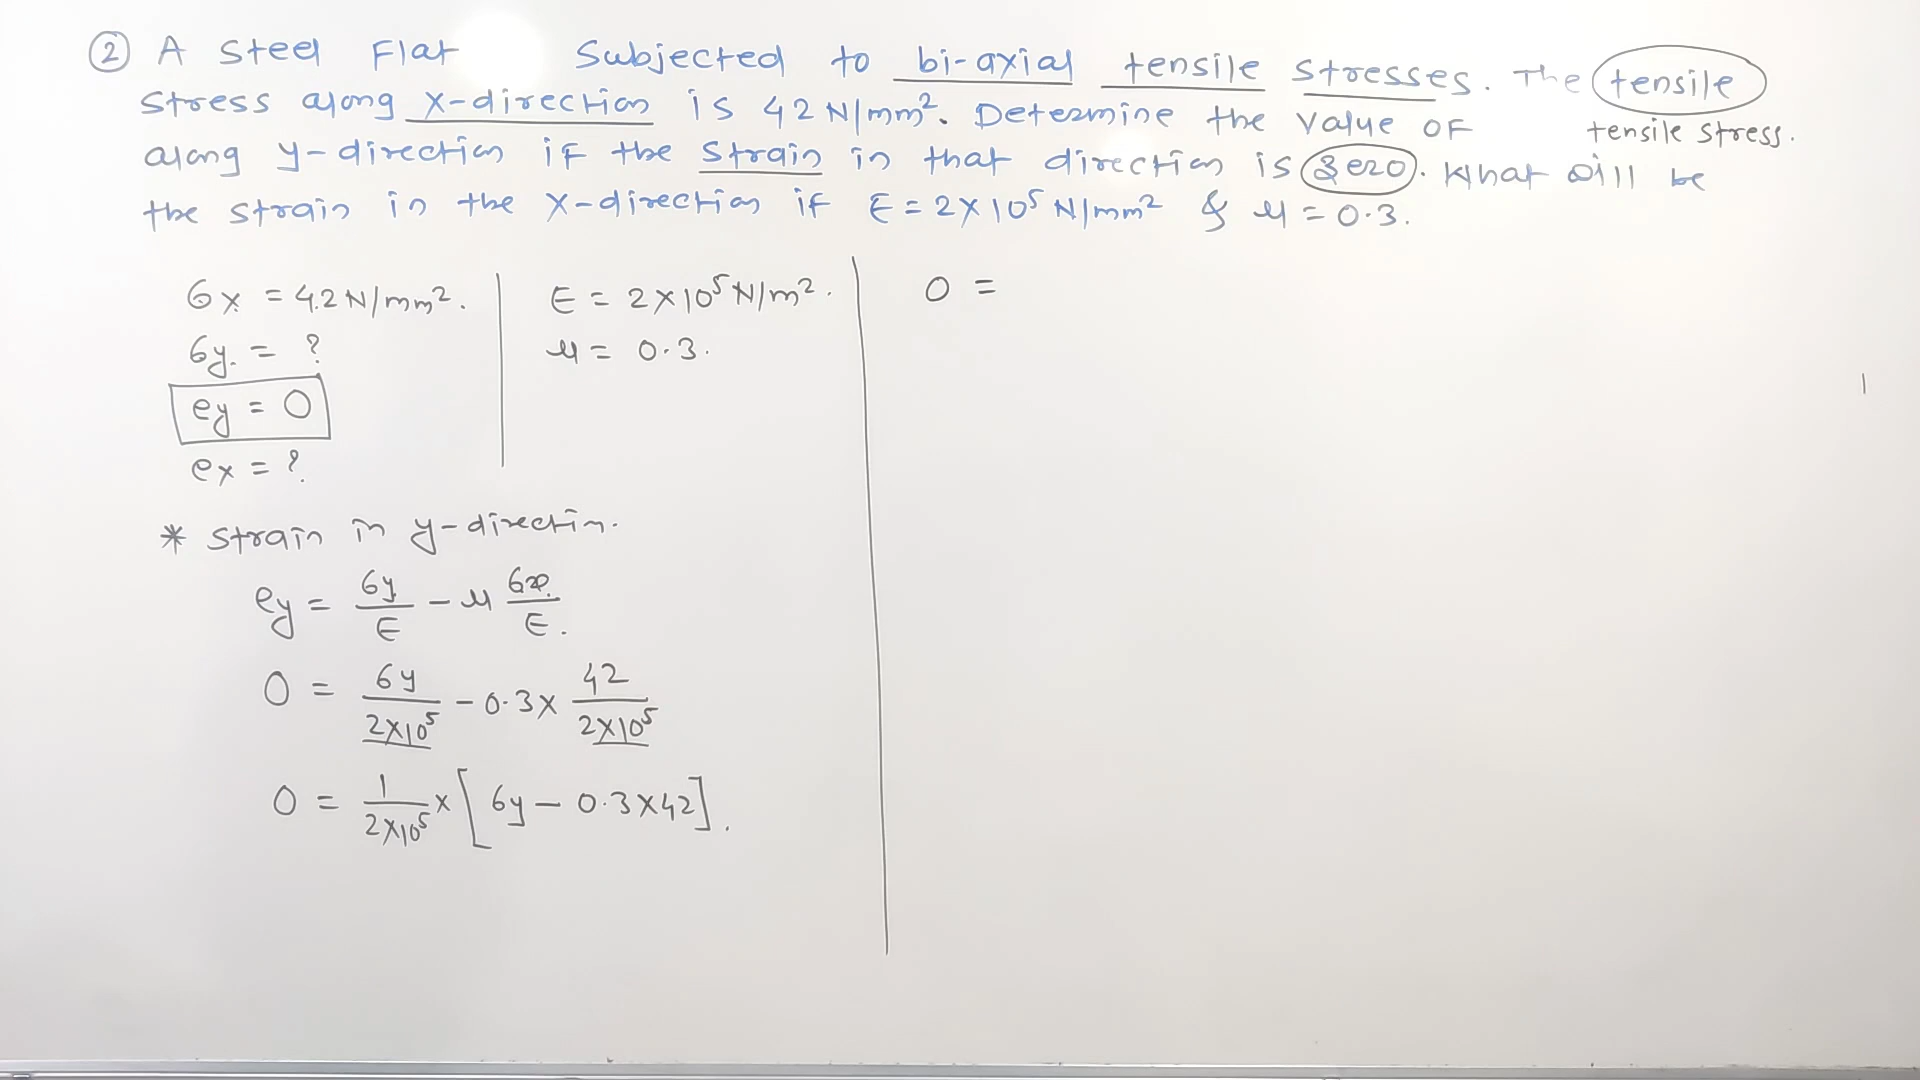 ② A Steel Flat Subjected to bi-axial tensile stresses. The tensile
Stress along x-direction is 42 N/mm². Determine the value OF tensile stress.
along y-direction if the strain in that direction is zero. What will be
the strain in the x-direction if E = 2×10⁵ N/mm² & μ = 0.3.
σx = 42 N/mm².
σy = ?
ey = 0
ex = ?
E = 2×10⁵ N/m².
μ = 0.3.
* strain in y-directin.
ey = σy/E - μ σx/E.
0 = σy/2×10⁵ - 0.3× 42/2×10⁵
0 = 1/2×10⁵ × [σy - 0.3×42].
0 =